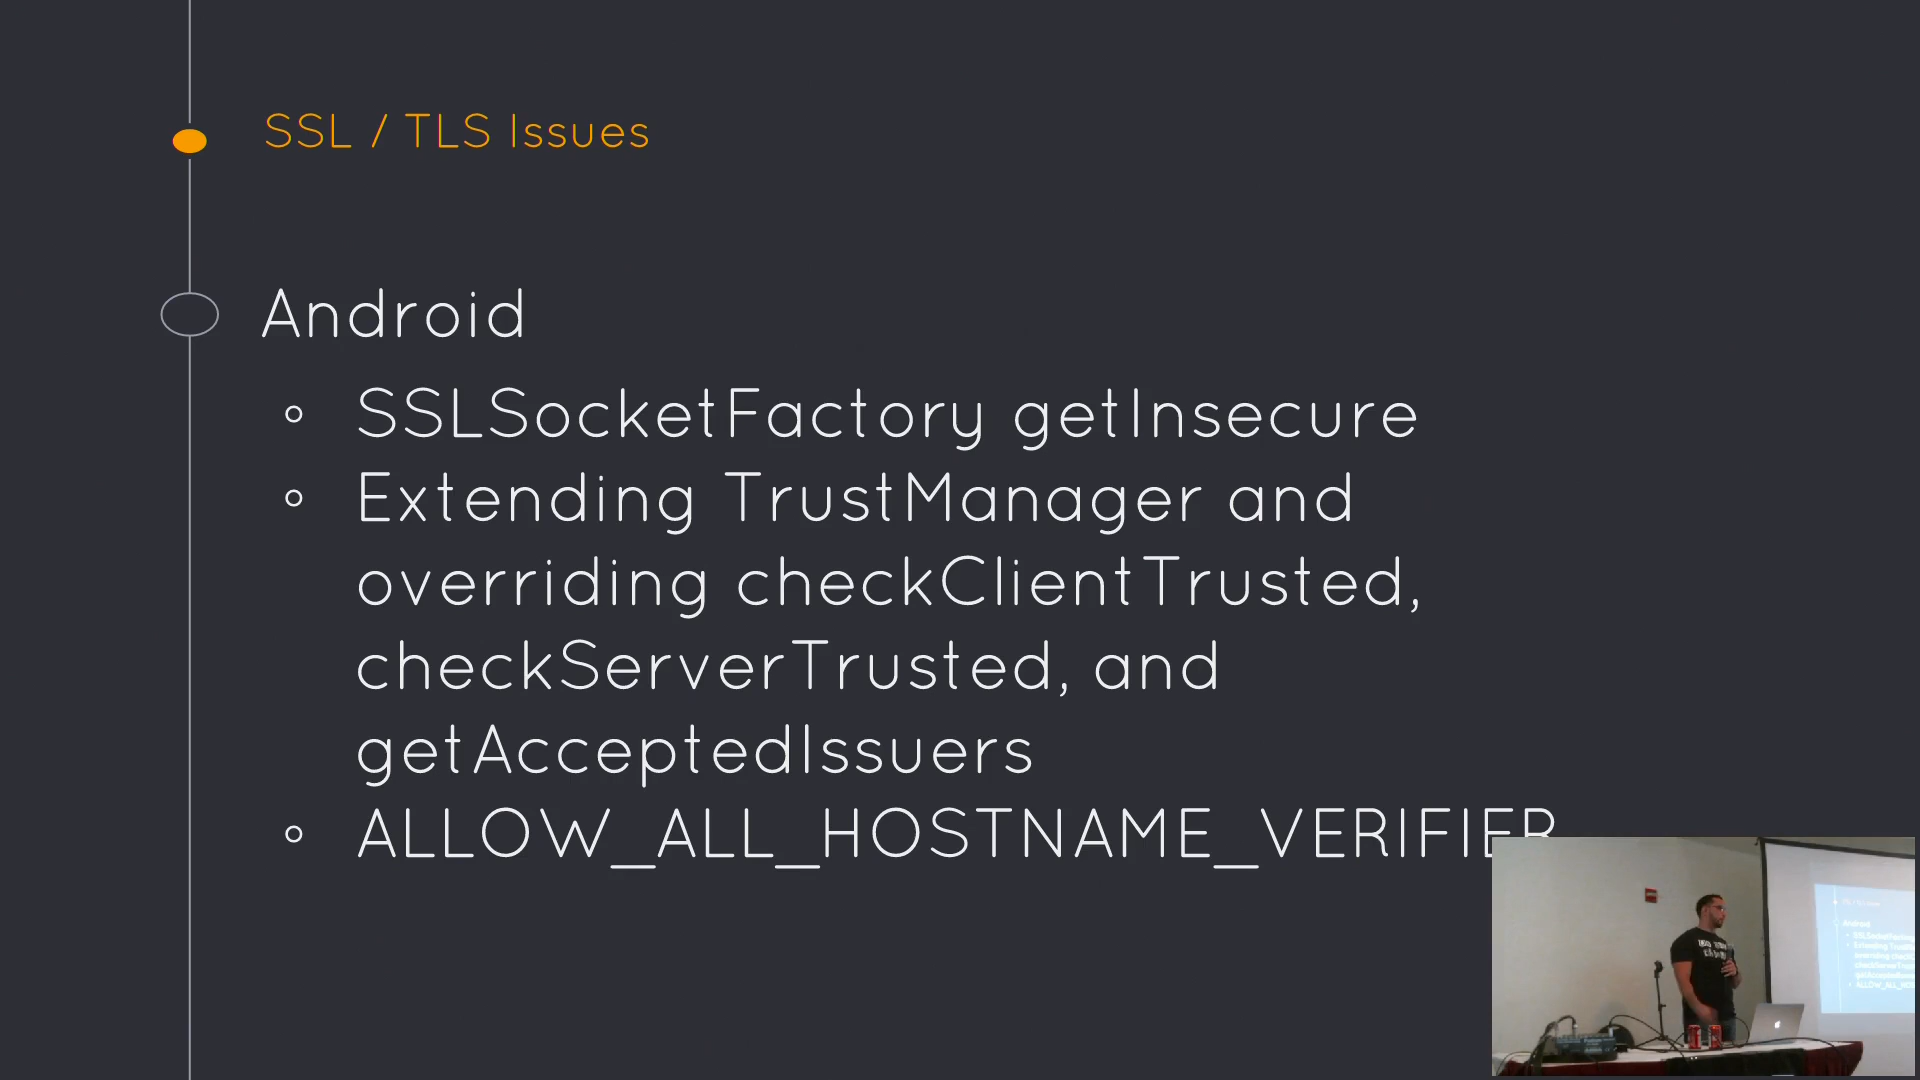 SSL / TLS Issues
Android
SSLSocketFactory getInsecure
Extending TrustManager and
overriding checkClientTrusted,
checkServerTrusted, and
getAcceptedIssuers
ALLOW_ALL_HOSTNAME_VERIFIER